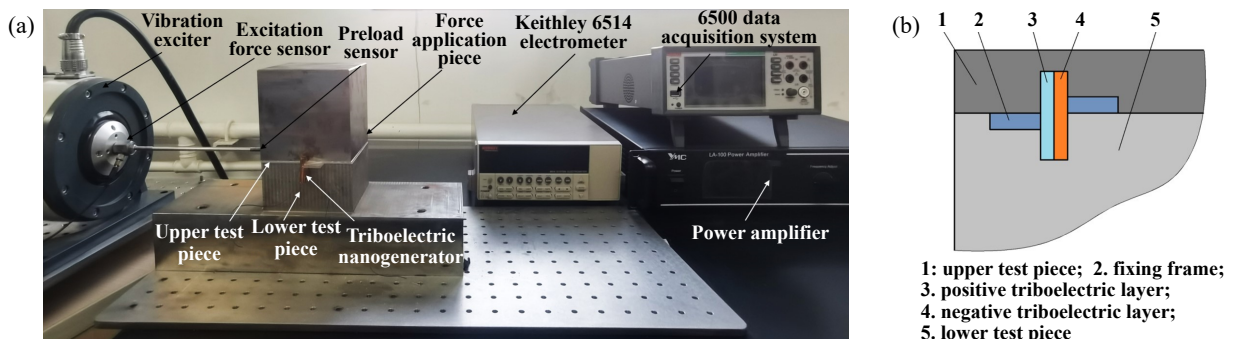 (a)
Vibration
exciter
Excitation
force sensor
Preload
sensor
Force
application
piece
Keithley 6514
electrometer
6500 data
acquisition system
YMC
LA-100 Power Amplifier
Upper test
piece
Lower test
piece
Triboelectric
nanogenerator
Power amplifier
(b)
1 2 3 4 5
1: upper test piece; 2. fixing frame;
3. positive triboelectric layer;
4. negative triboelectric layer;
5. lower test piece